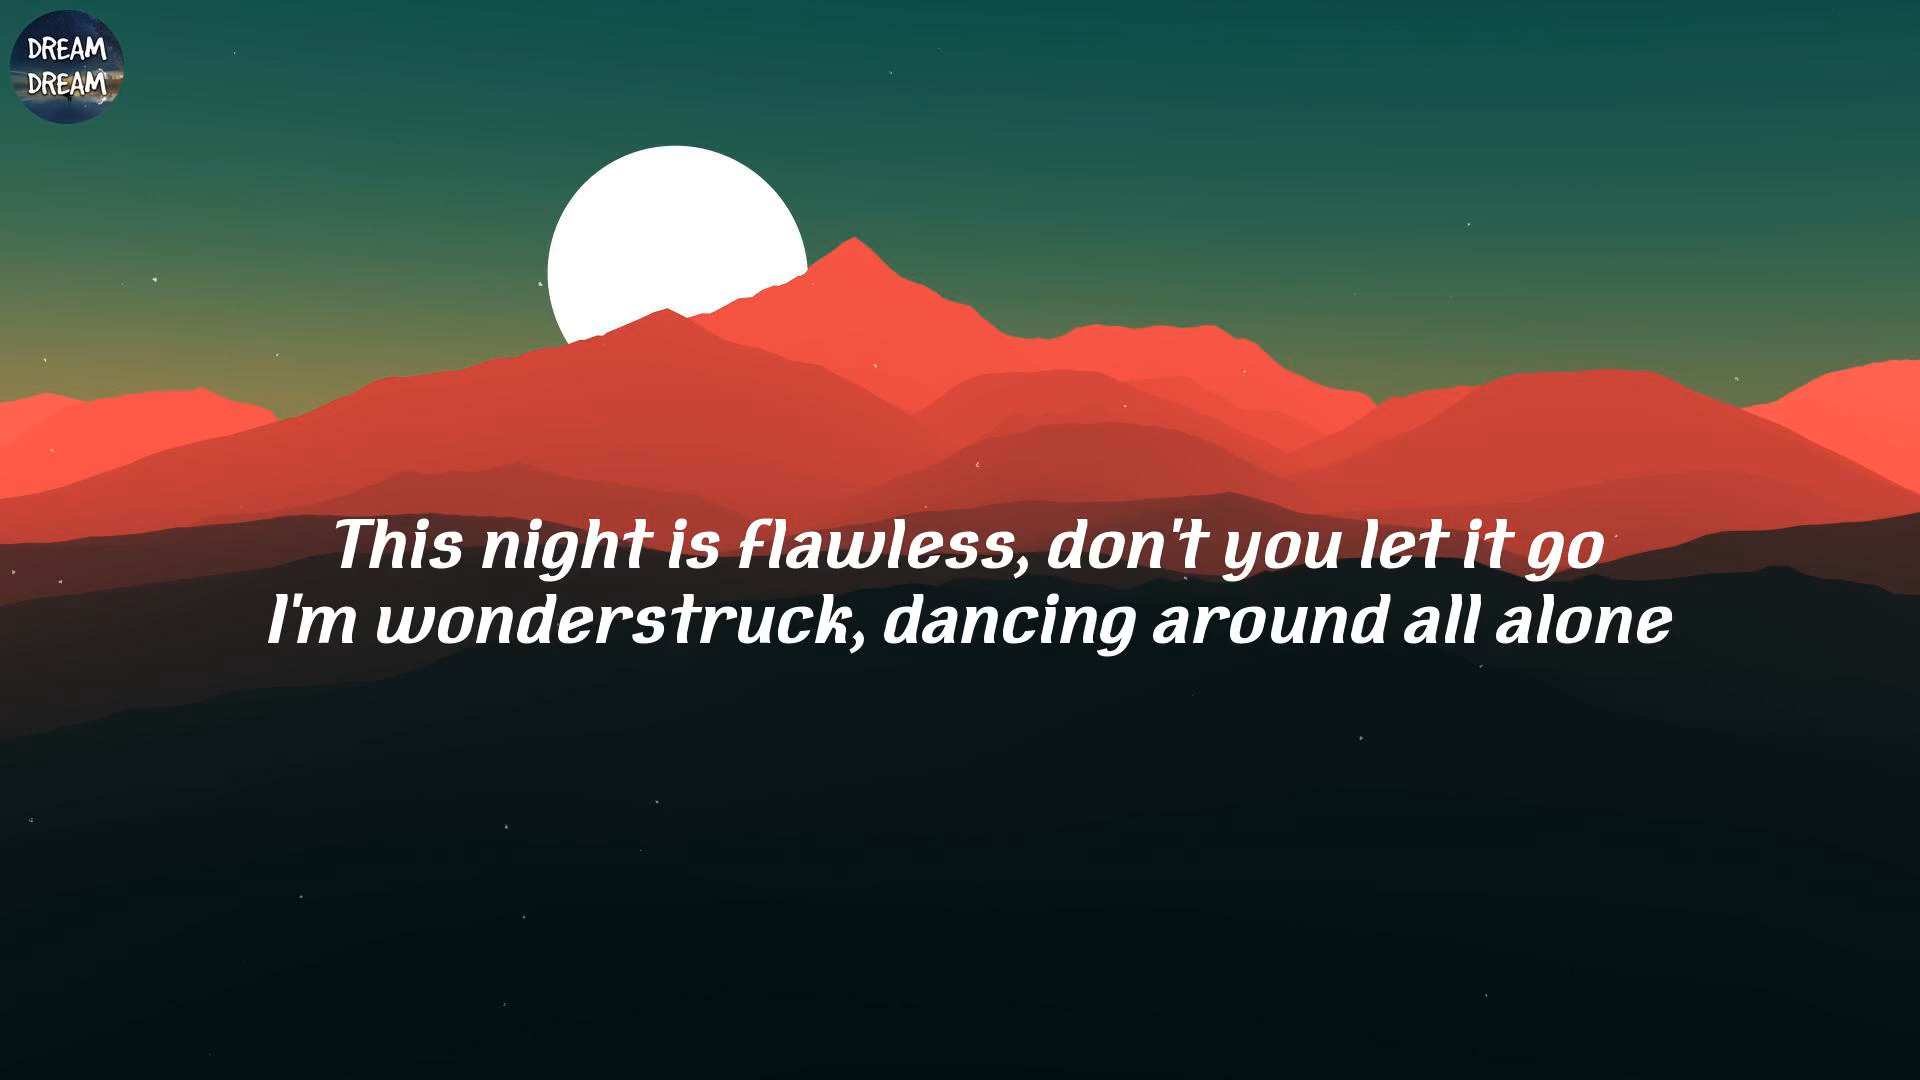 DREAM
DREAM
This night is flawless, don't you let it go
I'm wonderstruck, dancing around all alone